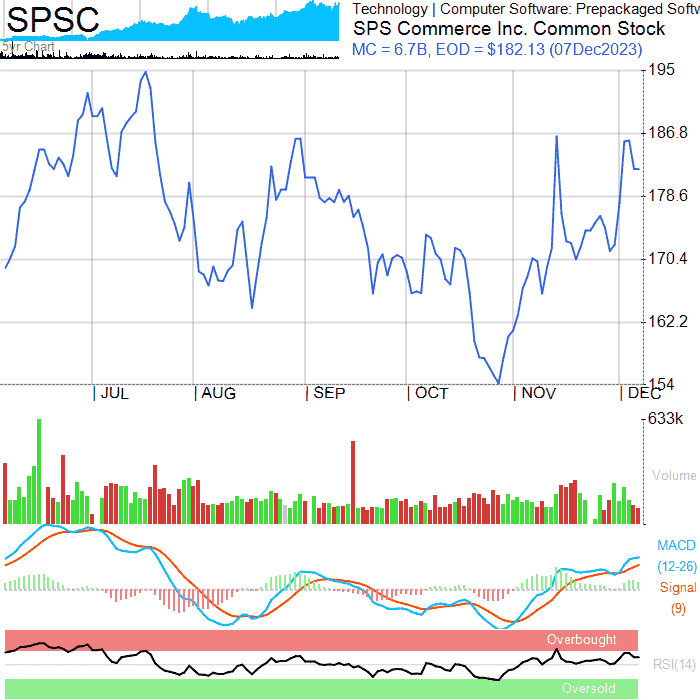 SPSC
5yr Chart
Technology | Computer Software: Prepackaged Softw
SPS Commerce Inc. Common Stock
MC = 6.7B, EOD = $182.13 (07Dec2023)
195
186.8
178.6
170.4
162.2
154
| JUL | AUG | SEP | OCT | NOV | DEC
633k
Volume
MACD
(12-26)
Signal
(9)
Overbought
RSI(14)
Oversold